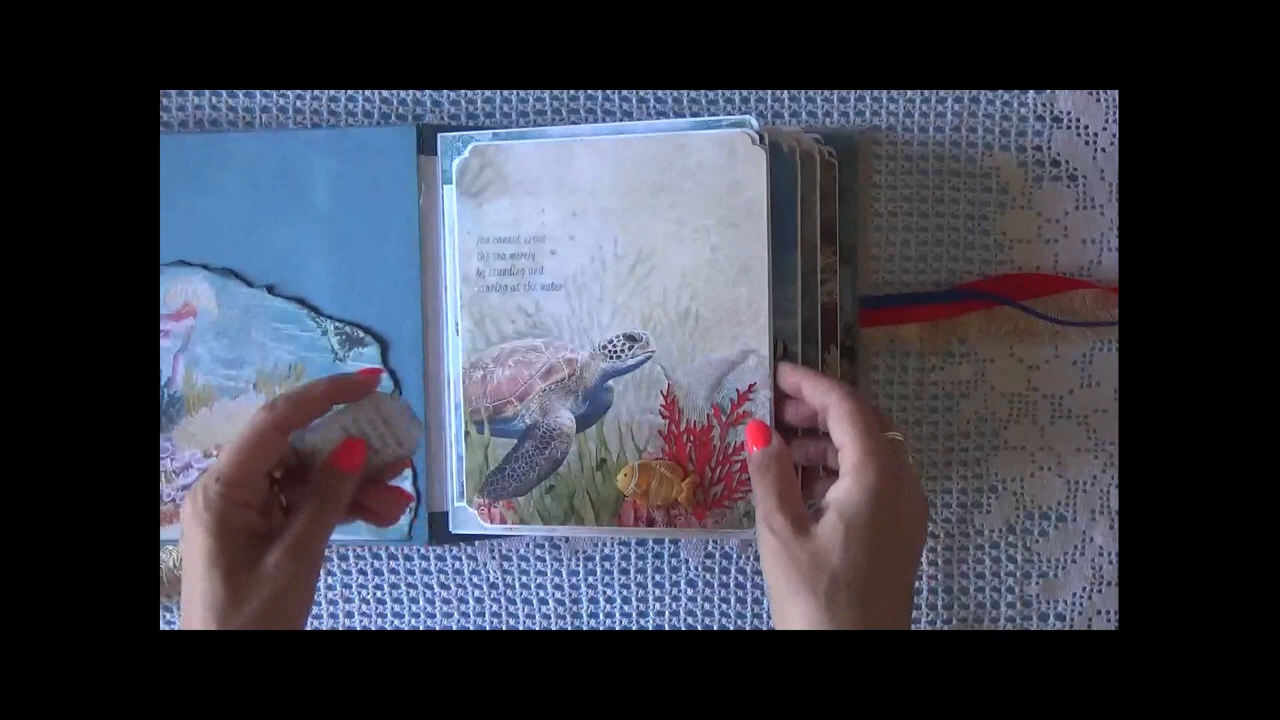 You cannot cross
the sea merely
by standing and
staring at the water